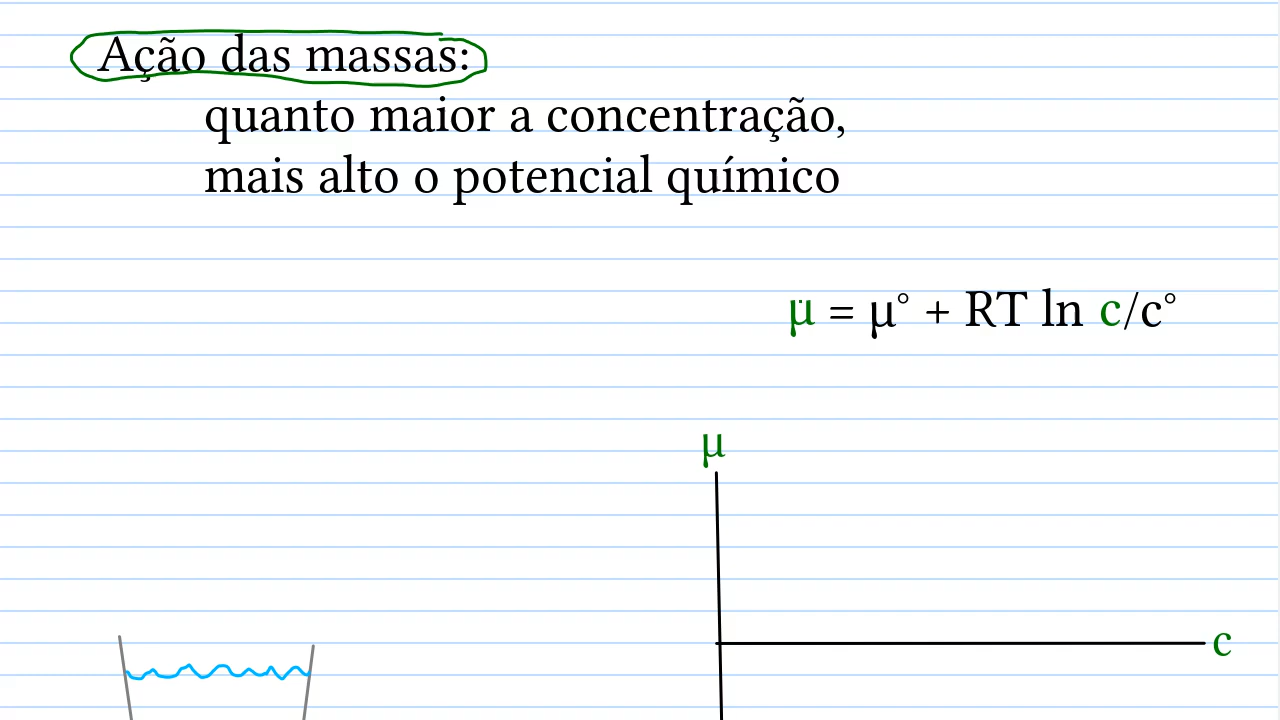 Ação das massas:
quanto maior a concentração,
mais alto o potencial químico
μ = μ° + RT ln c/c°
μ
c